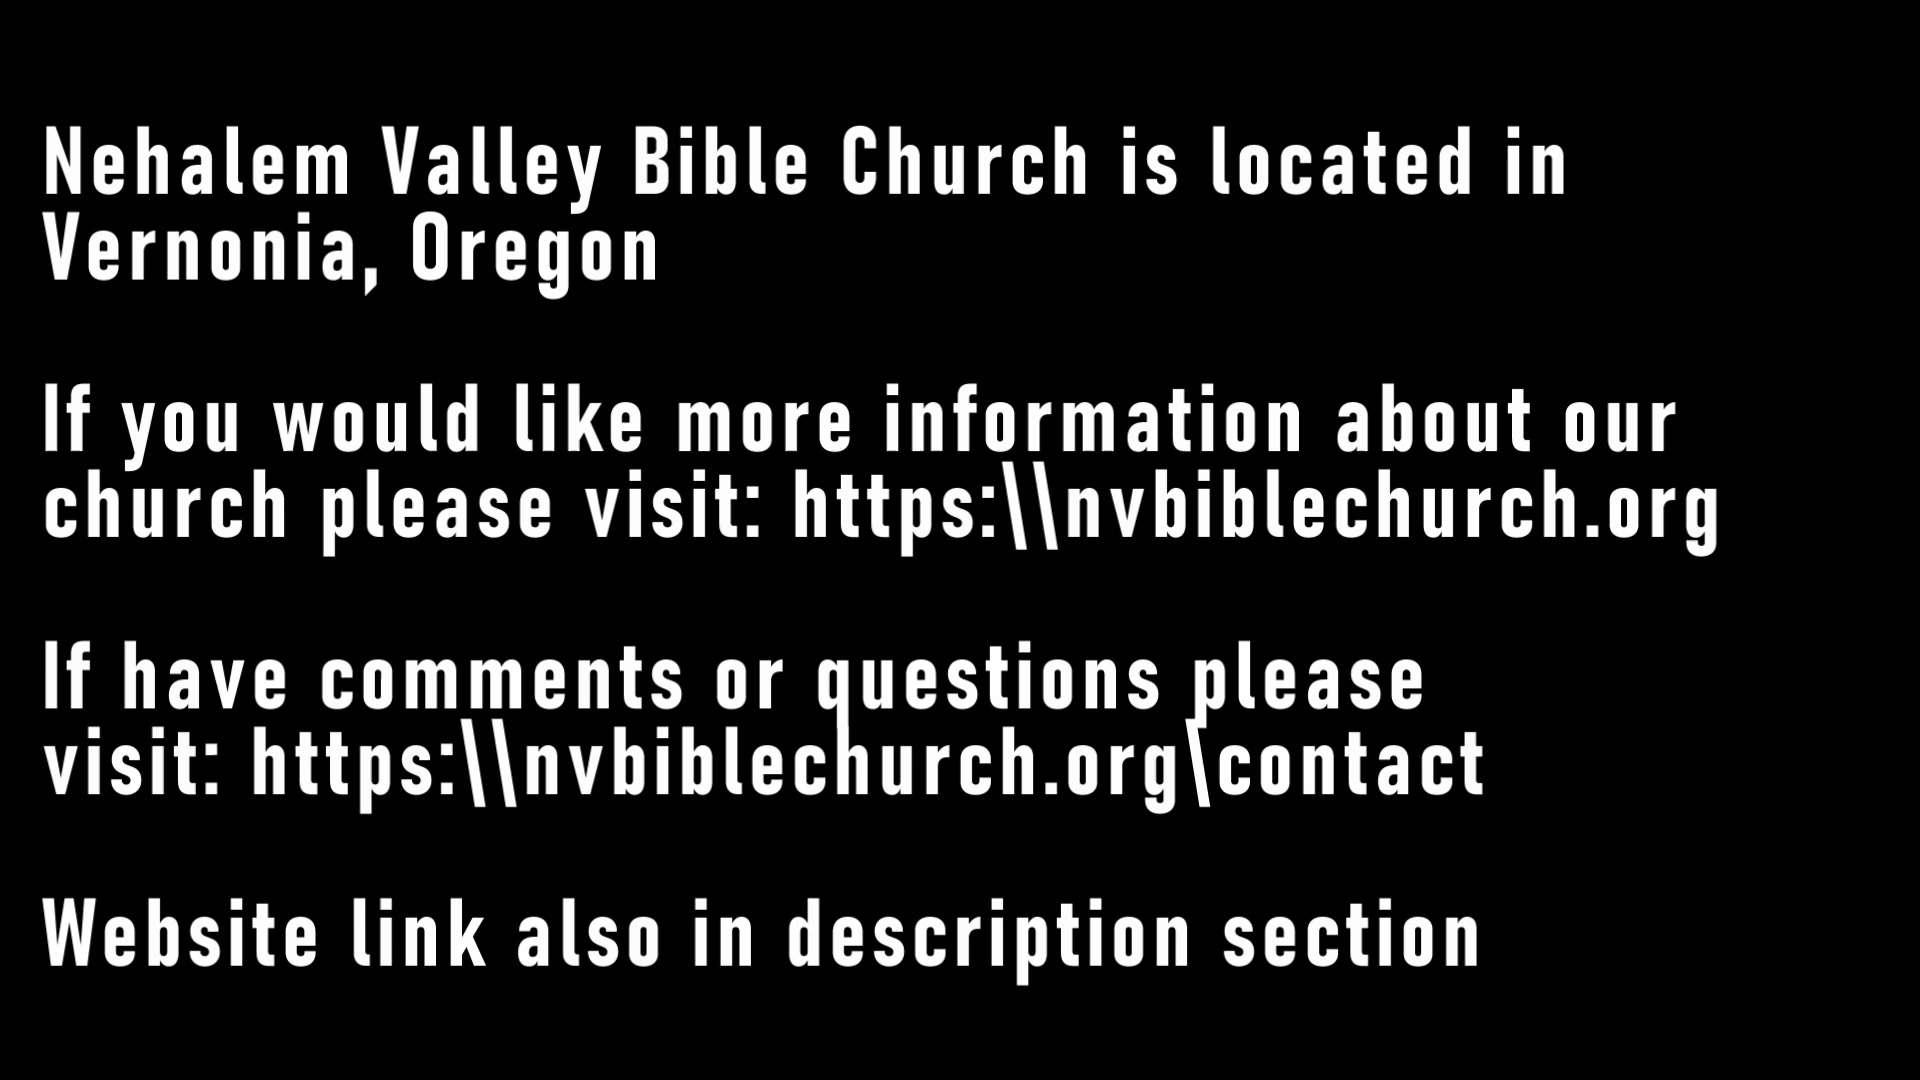 Nehalem Valley Bible Church is located in
Vernonia, Oregon
If you would like more information about our
church please visit: https:\\nvbiblechurch.org
If have comments or questions please
visit: https:\\nvbiblechurch.org\contact
Website link also in description section